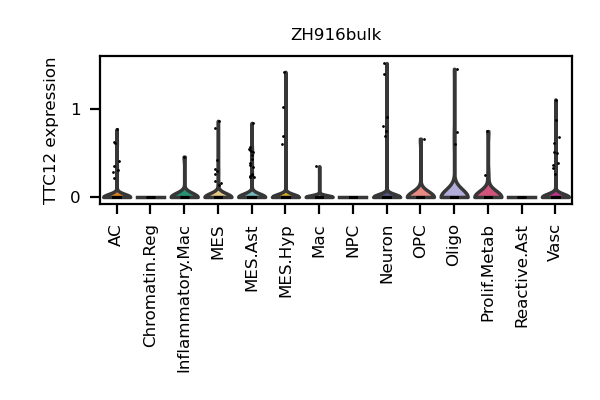 ZH916bulk
TTC12 expression
1
0
AC
Chromatin.Reg
Inflammatory.Mac
MES
MES.Ast
MES.Hyp
Mac
NPC
Neuron
OPC
Oligo
Prolif.Metab
Reactive.Ast
Vasc